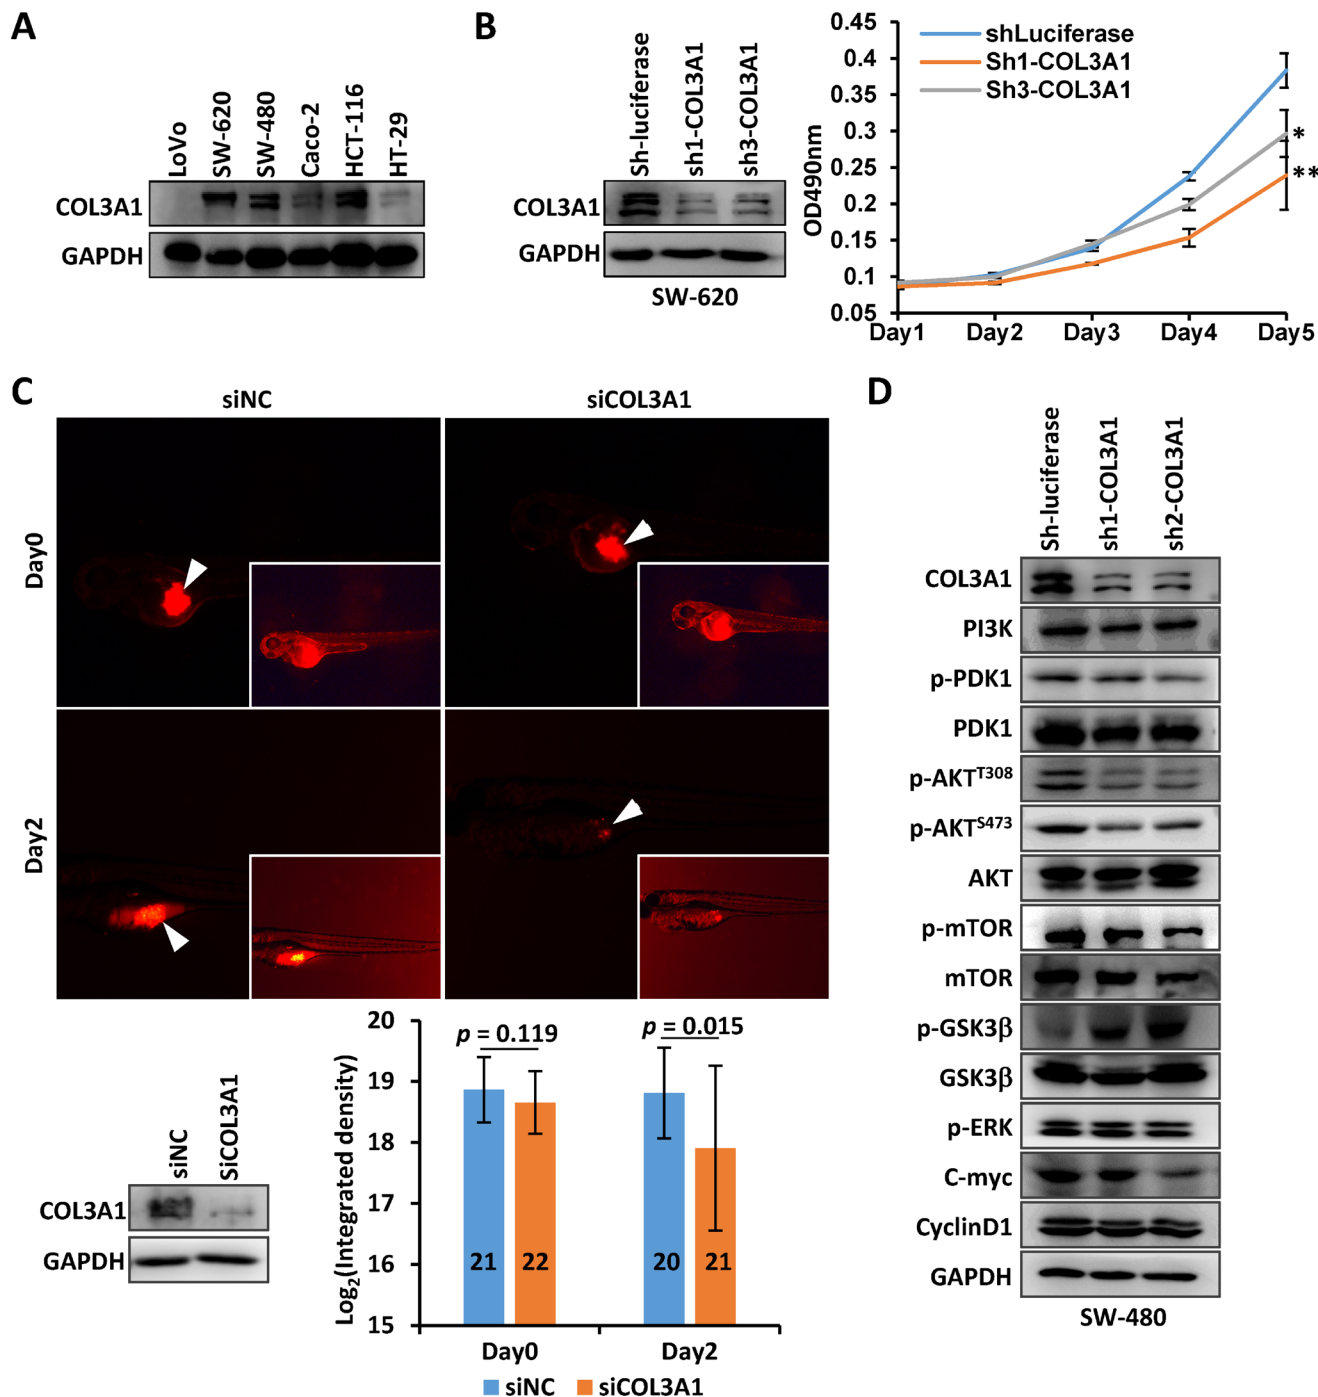 A
LoVo
SW-620
SW-480
Caco-2
HCT-116
HT-29
COL3A1
GAPDH
B
Sh-luciferase
sh1-COL3A1
sh3-COL3A1
COL3A1
GAPDH
SW-620
shLuciferase
Sh1-COL3A1
Sh3-COL3A1
OD490nm
0.45
0.4
0.35
0.3
0.25
0.2
0.15
0.1
0.05
*
**
Day1
Day2
Day3
Day4
Day5
C
siNC
siCOL3A1
Day0
Day2
siNC
SiCOL3A1
COL3A1
GAPDH
Log2(Integrated density)
20
19
18
17
16
15
p = 0.119
p = 0.015
21
22
20
21
Day0
Day2
siNC
siCOL3A1
D
Sh-luciferase
sh1-COL3A1
sh2-COL3A1
COL3A1
PI3K
p-PDK1
PDK1
p-AKTT308
p-AKTS473
AKT
p-mTOR
mTOR
p-GSK3β
GSK3β
p-ERK
C-myc
CyclinD1
GAPDH
SW-480